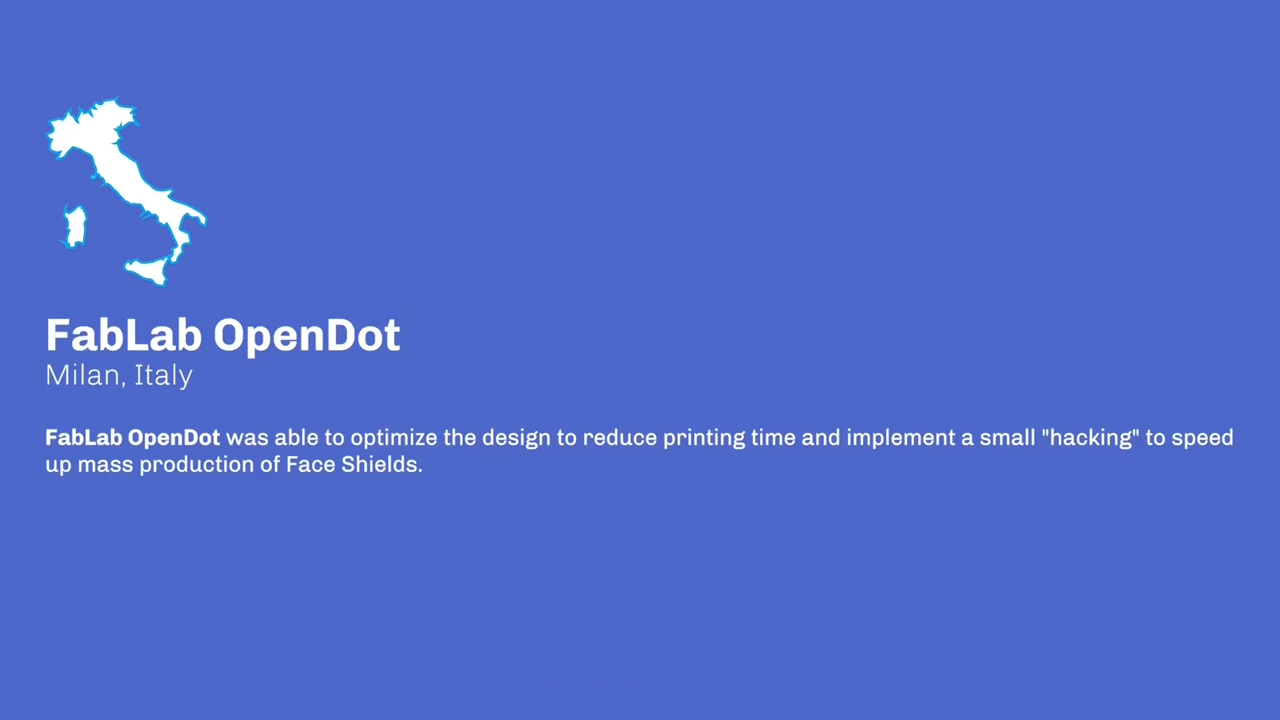 FabLab OpenDot
Milan, Italy
FabLab OpenDot was able to optimize the design to reduce printing time and implement a small "hacking" to speed
up mass production of Face Shields.